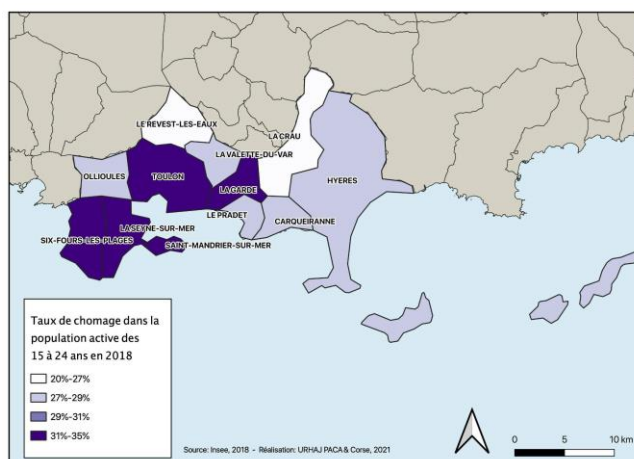 LE REVEST-LES-EAUX
LA CRAU
LA VALETTE-DU-VAR
OLLIOULES
TOULON
HYERES
LA GARDE
LE PRADET
CARQUEIRANNE
LA SEYNE-SUR-MER
SIX-FOURS-LES-PLAGES
SAINT-MANDRIER-SUR-MER
Taux de chomage dans la
population active des
15 à 24 ans en 2018
20%-27%
27%-29%
29%-31%
31%-35%
Source: Insee, 2018 - Réalisation: URHAJ PACA & Corse, 2021
0 5 10 km